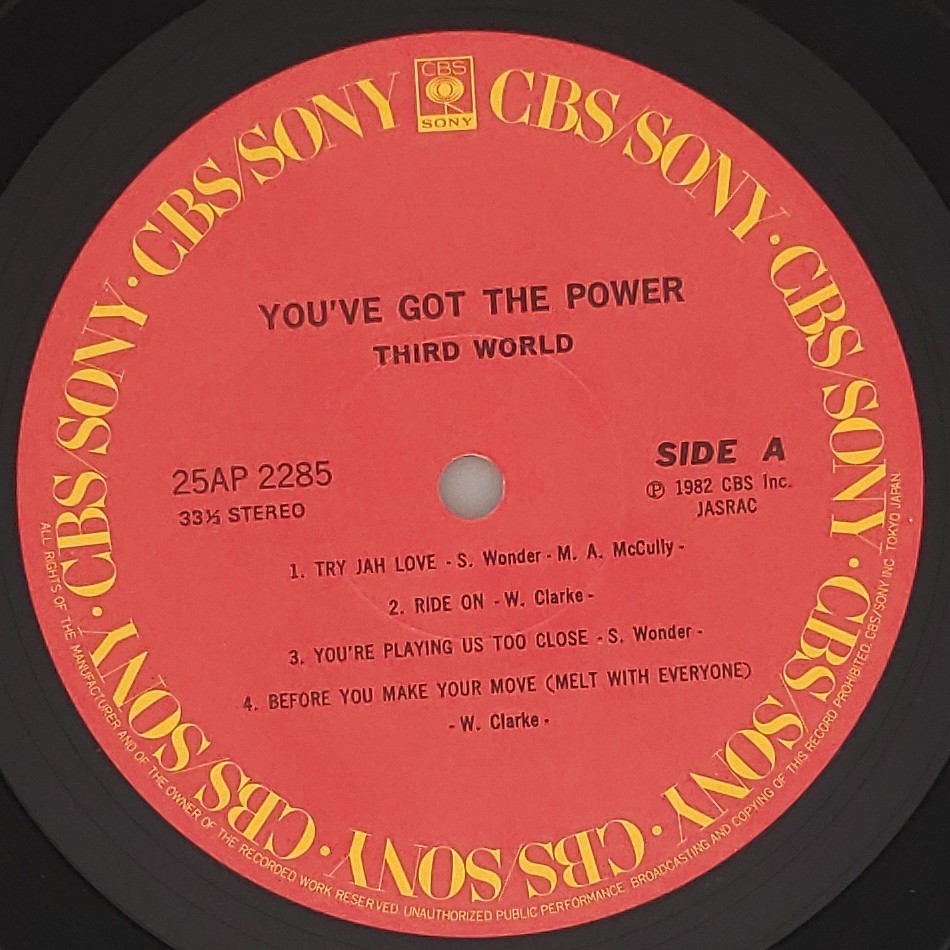 CBS
SONY
CBS/SONY · CBS/SONY · CBS/SONY · CBS/SONY · CBS/SONY · CBS/SONY · CBS/SONY · CBS/SONY
YOU'VE GOT THE POWER
THIRD WORLD
25AP 2285
33⅓ STEREO
SIDE A
℗ 1982 CBS Inc.
JASRAC
1. TRY JAH LOVE - S. Wonder - M. A. McCully -
2. RIDE ON - W. Clarke -
3. YOU'RE PLAYING US TOO CLOSE - S. Wonder -
4. BEFORE YOU MAKE YOUR MOVE (MELT WITH EVERYONE)
- W. Clarke -
ALL RIGHTS OF THE MANUFACTURER AND OF THE OWNER OF THE RECORDED WORK RESERVED. UNAUTHORIZED PUBLIC PERFORMANCE BROADCASTING AND COPYING OF THIS RECORD PROHIBITED. CBS/SONY INC. TOKYO JAPAN